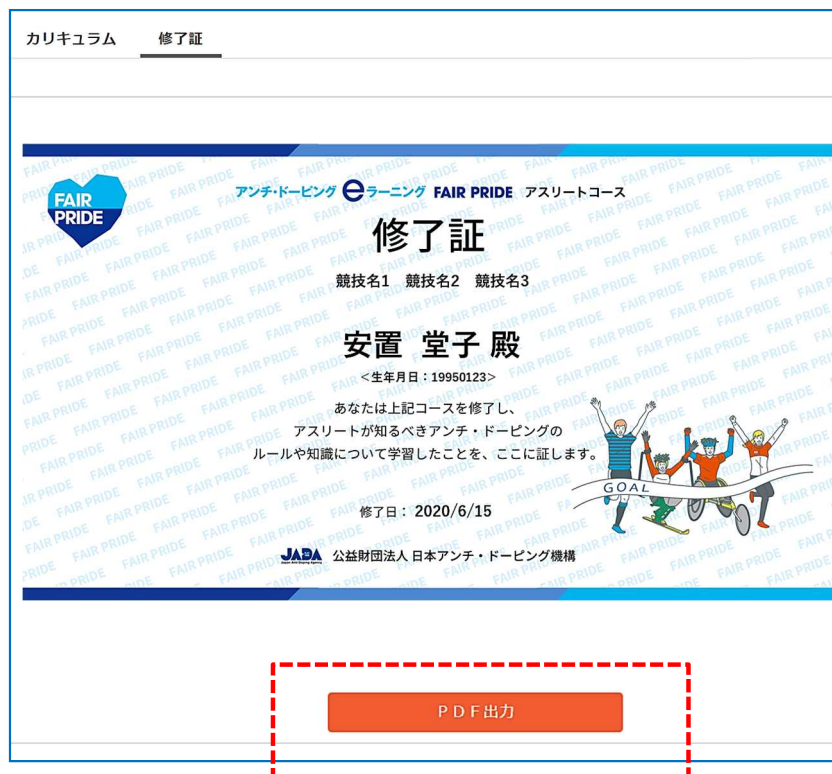 カリキュラム 修了証
FAIR PRIDE
アンチ・ドーピング eラーニング FAIR PRIDE アスリートコース
修了証
競技名1 競技名2 競技名3
安置 堂子 殿
<生年月日：19950123>
あなたは上記コースを修了し、
アスリートが知るべきアンチ・ドーピングの
ルールや知識について学習したことを、ここに証します。
GOAL
修了日： 2020/6/15
JADA 公益財団法人 日本アンチ・ドーピング機構
Japan Anti-Doping Agency
ＰＤＦ出力